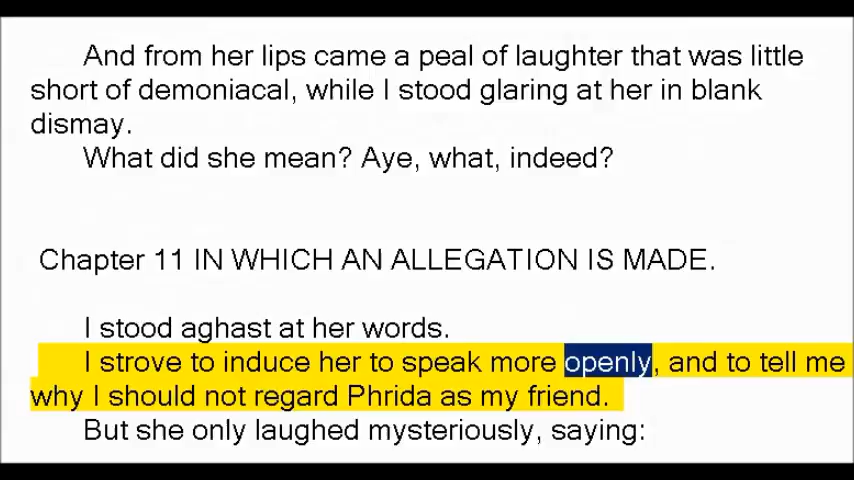 And from her lips came a peal of laughter that was little
short of demoniacal, while I stood glaring at her in blank
dismay.
What did she mean? Aye, what, indeed?
Chapter 11 IN WHICH AN ALLEGATION IS MADE.
I stood aghast at her words.
I strove to induce her to speak more openly, and to tell me
why I should not regard Phrida as my friend.
But she only laughed mysteriously, saying: